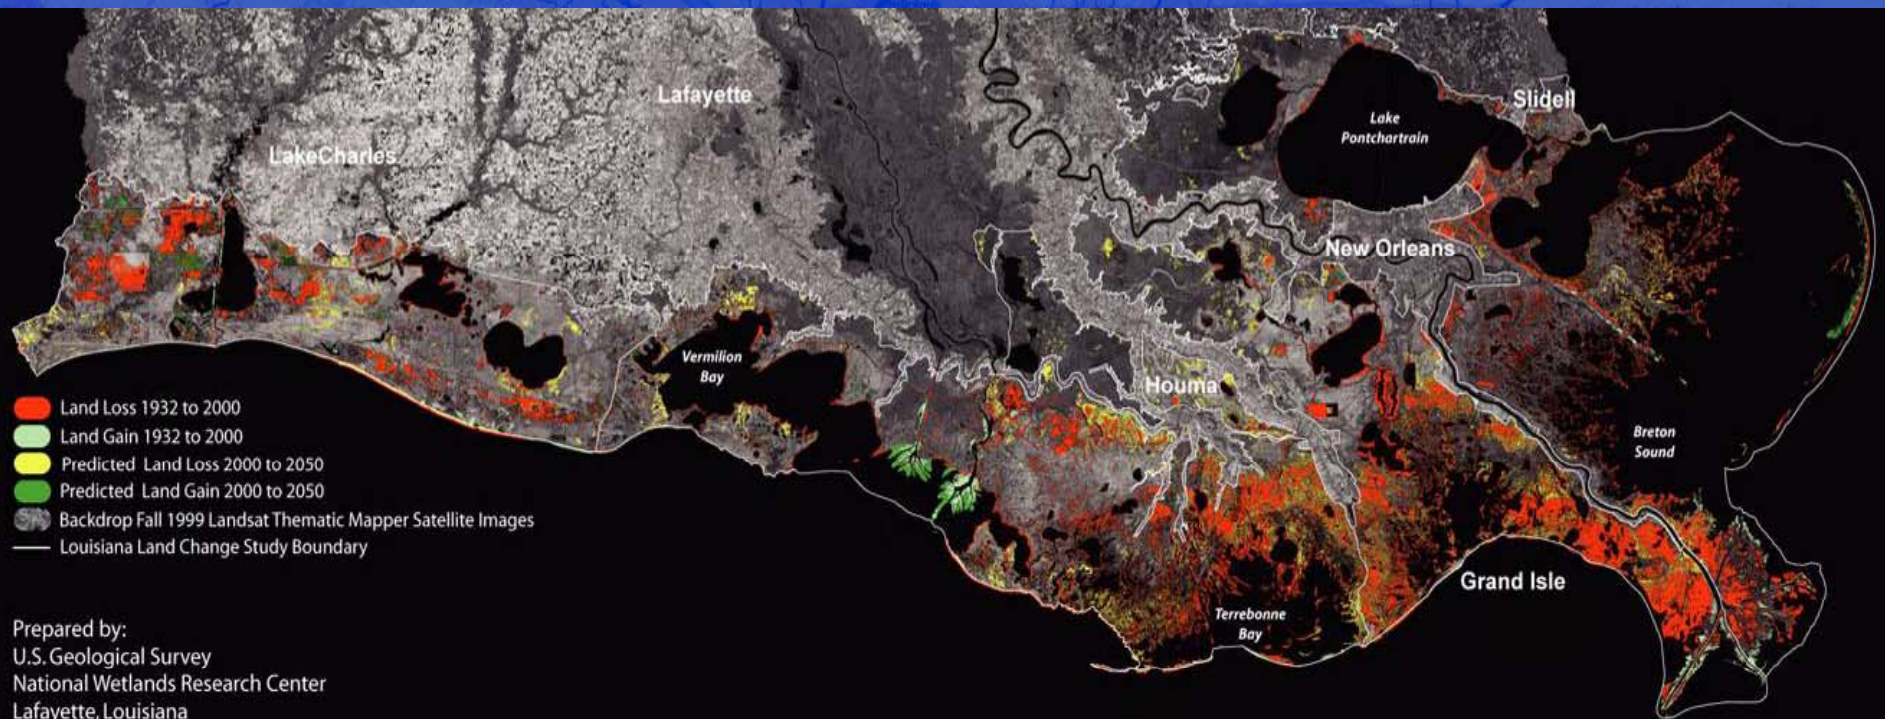 Lafayette
Slidell
Lake
Pontchartrain
LakeCharles
New Orleans
Vermilion
Bay
Houma
Land Loss 1932 to 2000
Land Gain 1932 to 2000
Predicted Land Loss 2000 to 2050
Predicted Land Gain 2000 to 2050
Backdrop Fall 1999 Landsat Thematic Mapper Satellite Images
Louisiana Land Change Study Boundary
Breton
Sound
Grand Isle
Terrebonne
Bay
Prepared by:
U.S. Geological Survey
National Wetlands Research Center
Lafayette, Louisiana